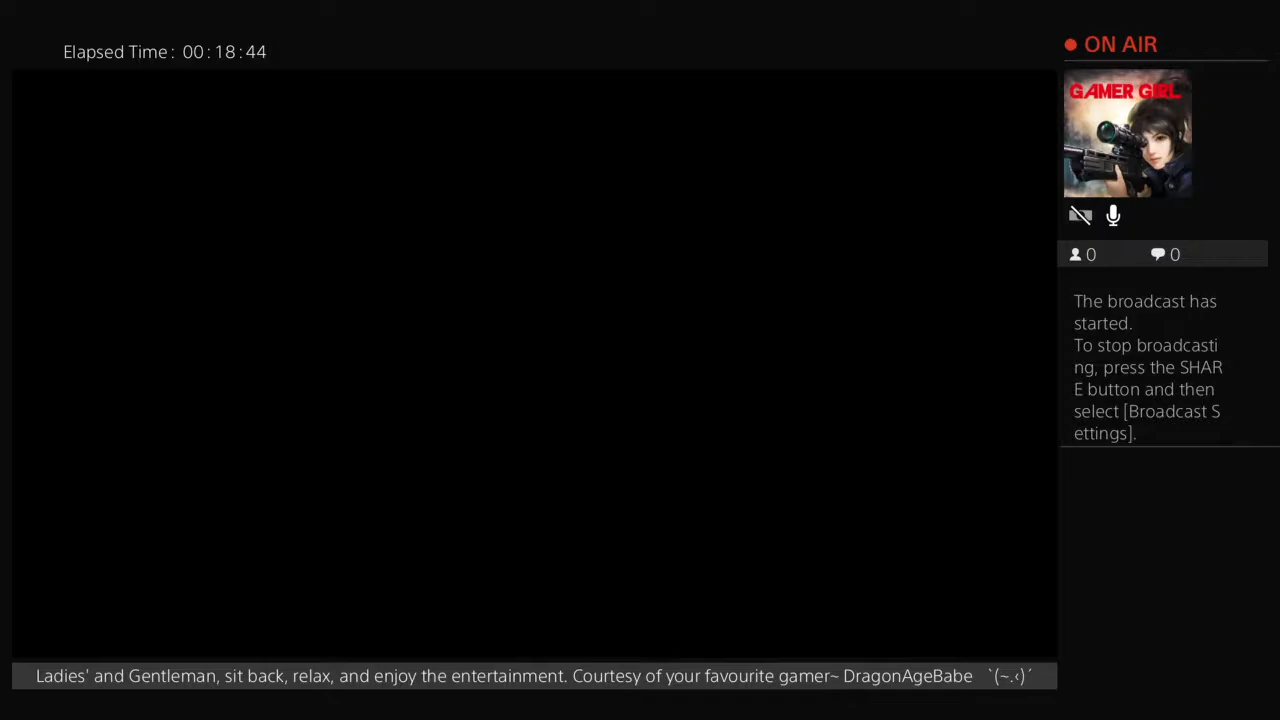 Elapsed Time: 00:18:44
ON AIR
GAMER GIRL
0 0
The broadcast has
started.
To stop broadcasti
ng, press the SHAR
E button and then
select [Broadcast S
ettings].
Ladies' and Gentleman, sit back, relax, and enjoy the entertainment. Courtesy of your favourite gamer~ DragonAgeBabe `(~.‹)´